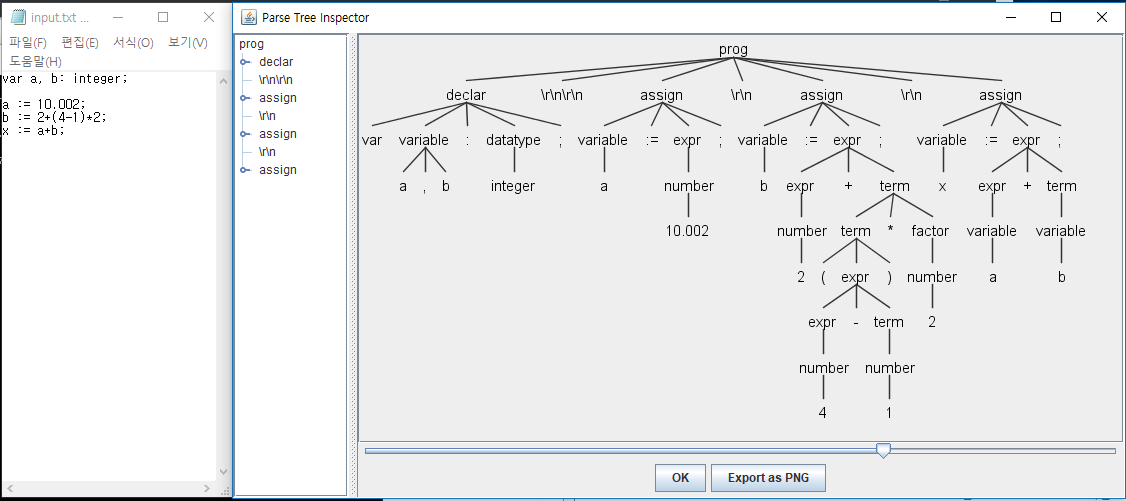 input.txt ...
파일(F) 편집(E) 서식(O) 보기(V)
도움말(H)
var a, b: integer;
a := 10.002;
b := 2+(4-1)*2;
x := a+b;
Parse Tree Inspector
prog
declar
\r\n\r\n
assign
\r\n
assign
\r\n
assign
prog
declar \r\n\r\n assign \r\n assign \r\n assign
var variable : datatype ; variable := expr ; variable := expr ; variable := expr ;
a , b integer a number b expr + term x expr + term
10.002 number term * factor variable variable
2 ( expr ) number a b
expr - term 2
number number
4 1
OK Export as PNG